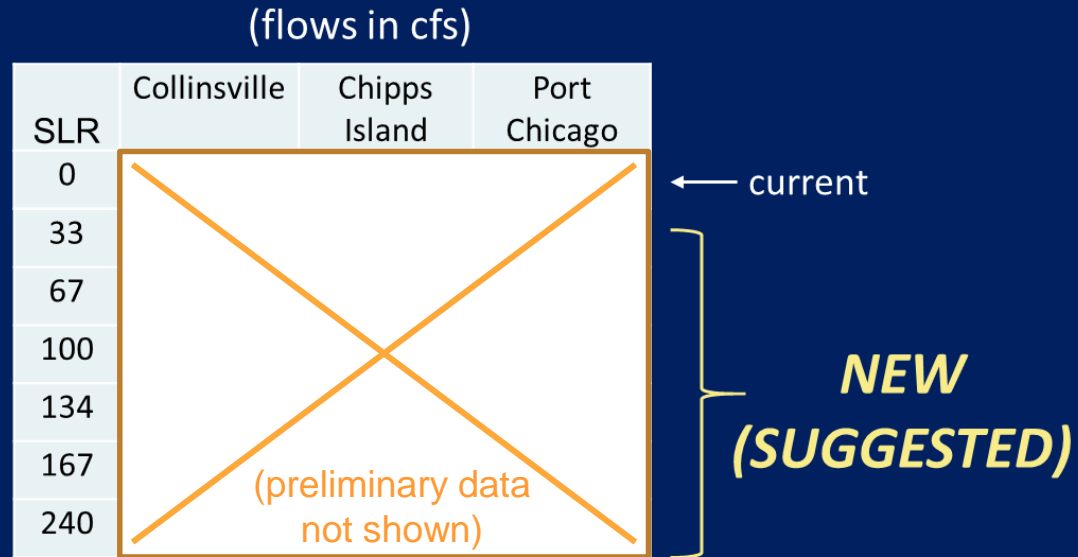 (flows in cfs)
Collinsville Chipps Port
SLR Island Chicago
0
current
33
67
100
NEW
134
(SUGGESTED)
167
(preliminary data
not shown)
240